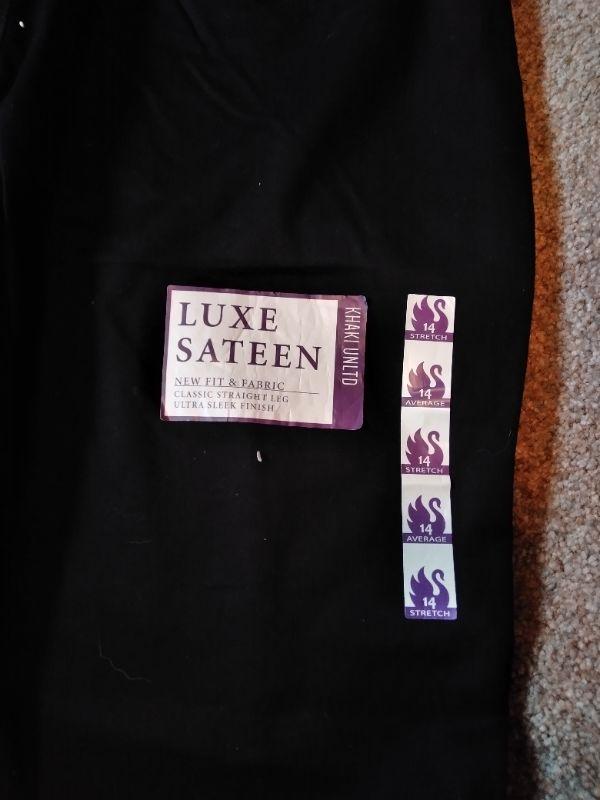 LUXE
SATEEN
NEW FIT & FABRIC
CLASSIC STRAIGHT LEG
ULTRA SLEEK FINISH
KHAKI UNLTD
14
STRETCH
14
AVERAGE
14
STRETCH
14
AVERAGE
14
STRETCH